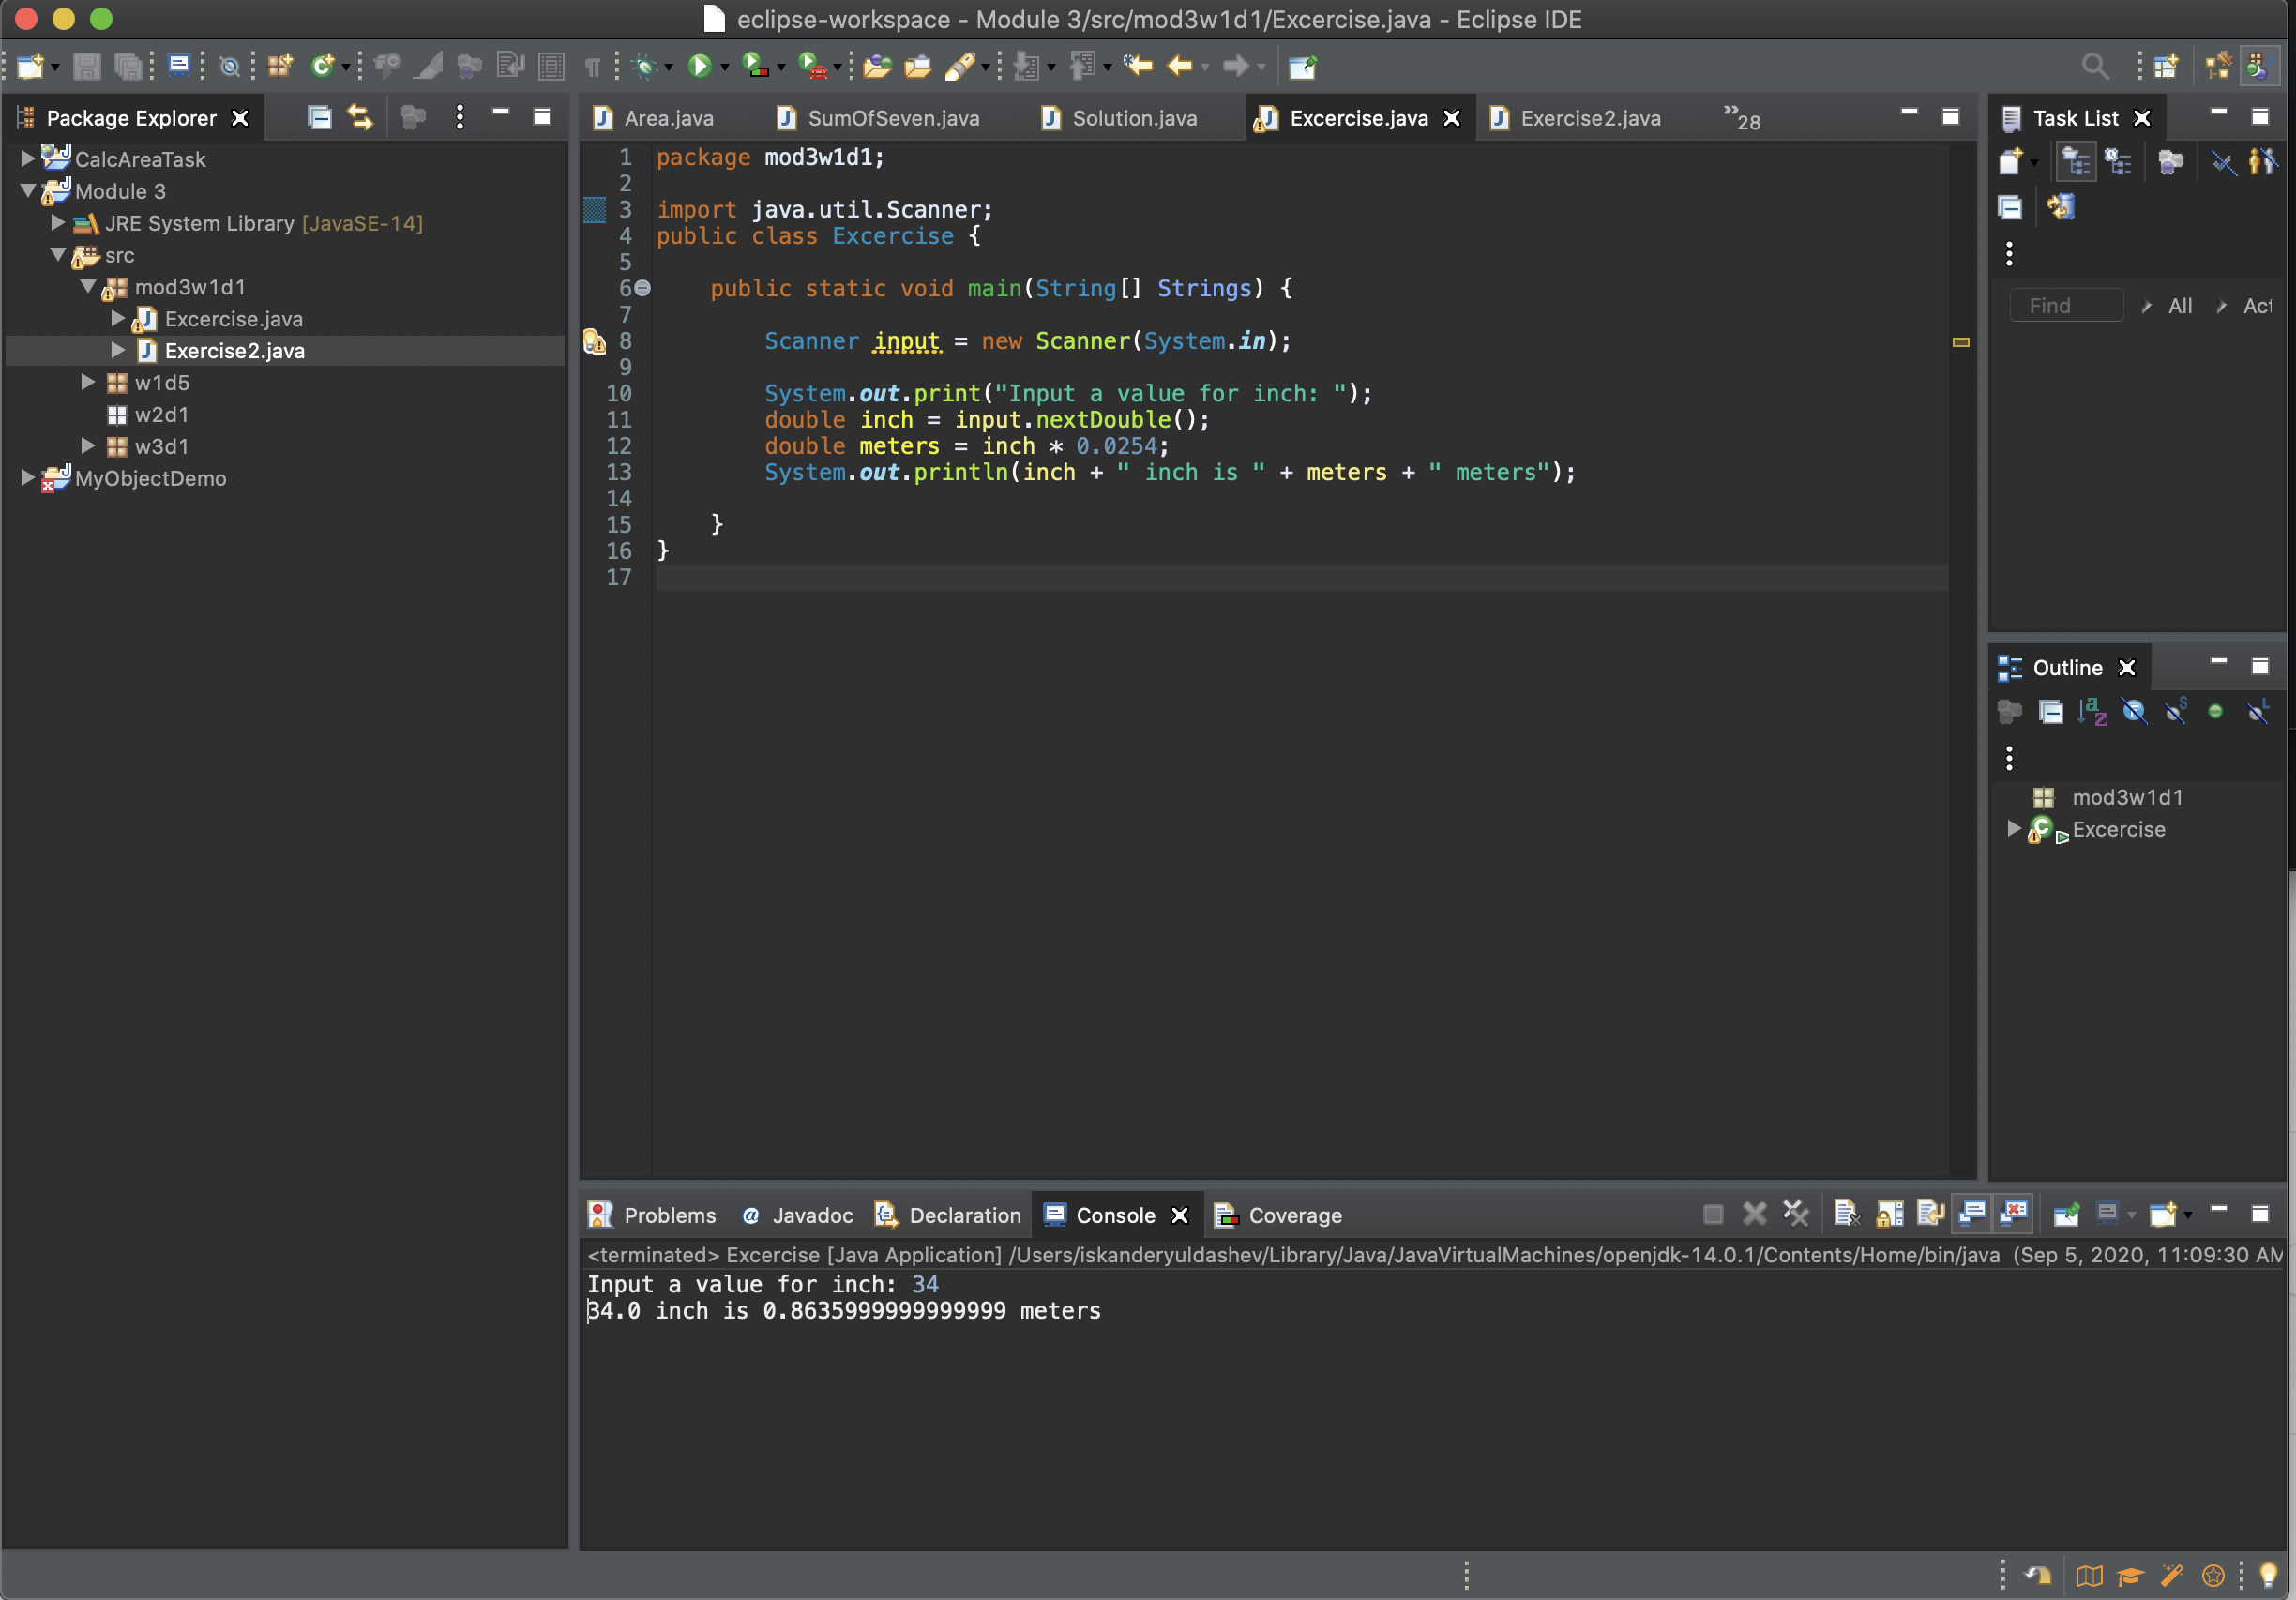 eclipse-workspace - Module 3/src/mod3w1d1/Excercise.java - Eclipse IDE
Package Explorer
CalcAreaTask
Module 3
JRE System Library [JavaSE-14]
src
mod3w1d1
Excercise.java
Exercise2.java
w1d5
w2d1
w3d1
MyObjectDemo
Area.java SumOfSeven.java Solution.java Excercise.java Exercise2.java »28
1 package mod3w1d1;
2
3 import java.util.Scanner;
4 public class Excercise {
5
6 public static void main(String[] Strings) {
7
8 Scanner input = new Scanner(System.in);
9
10 System.out.print("Input a value for inch: ");
11 double inch = input.nextDouble();
12 double meters = inch * 0.0254;
13 System.out.println(inch + " inch is " + meters + " meters");
14
15 }
16 }
17
Task List
Find All Act
Outline
mod3w1d1
Excercise
Problems Javadoc Declaration Console Coverage
<terminated> Excercise [Java Application] /Users/iskanderyuldashev/Library/Java/JavaVirtualMachines/openjdk-14.0.1/Contents/Home/bin/java (Sep 5, 2020, 11:09:30 AM
Input a value for inch: 34
34.0 inch is 0.8635999999999999 meters